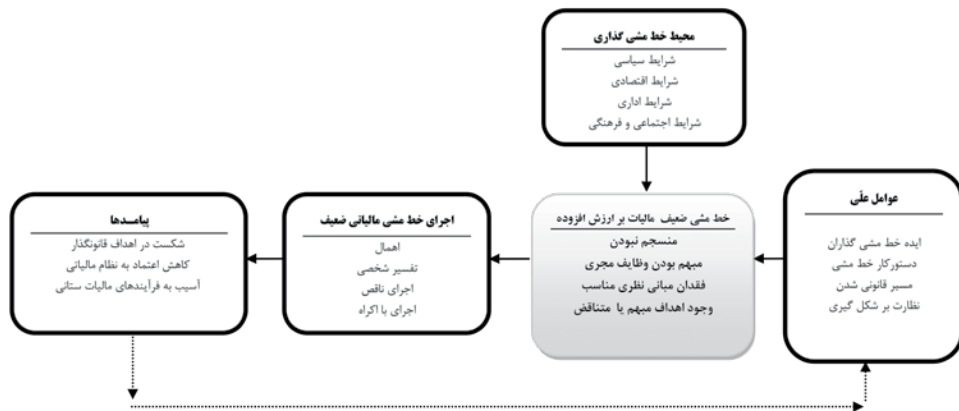 محیط خط مشی گذاری
شرایط سیاسی
شرایط اقتصادی
شرایط اداری
شرایط اجتماعی و فرهنگی
عوامل علّی
ایده خط مشی گذاران
دستورکار خط مشی
مسیر قانونی شدن
نظارت بر شکل گیری
خط مشی ضعیف مالیات بر ارزش افزوده
منسجم نبودن
مبهم بودن وظایف مجری
فقدان مبانی نظری مناسب
وجود اهداف مبهم یا متناقض
اجرای خط مشی مالیاتی ضعیف
اهمال
تفسیر شخصی
اجرای ناقص
اجرای با اکراه
پیامدها
شکست در اهداف قانونگذار
کاهش اعتماد به نظام مالیاتی
آسیب به فرآیندهای مالیات ستانی